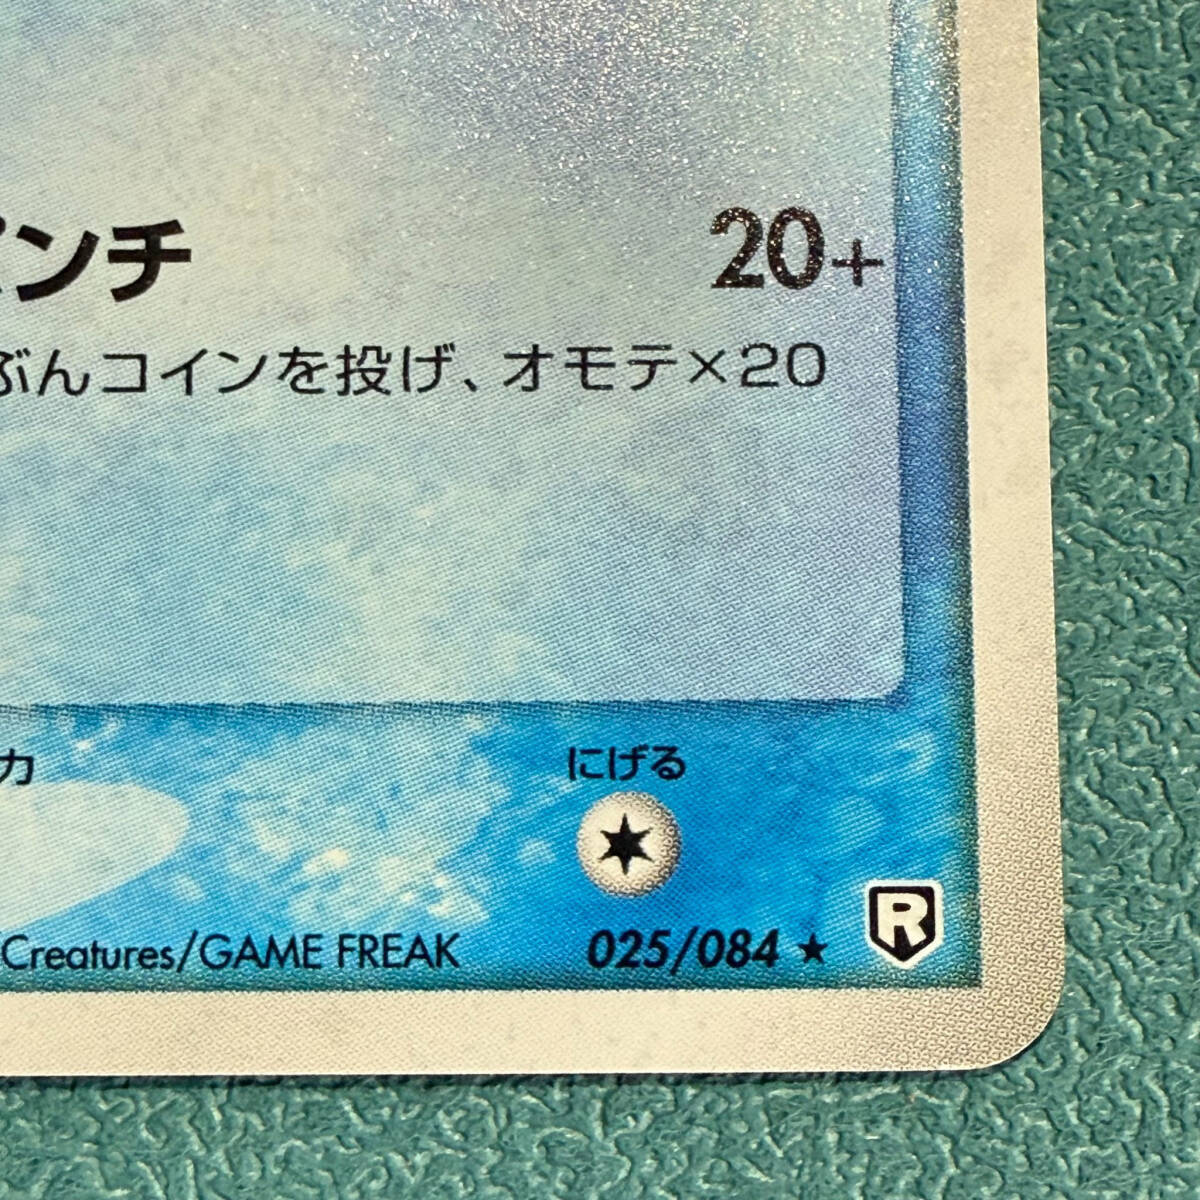 ンチ 20+
ぶんコインを投げ、オモテ×20
カ にげる
/Creatures/GAME FREAK 025/084 ★ R